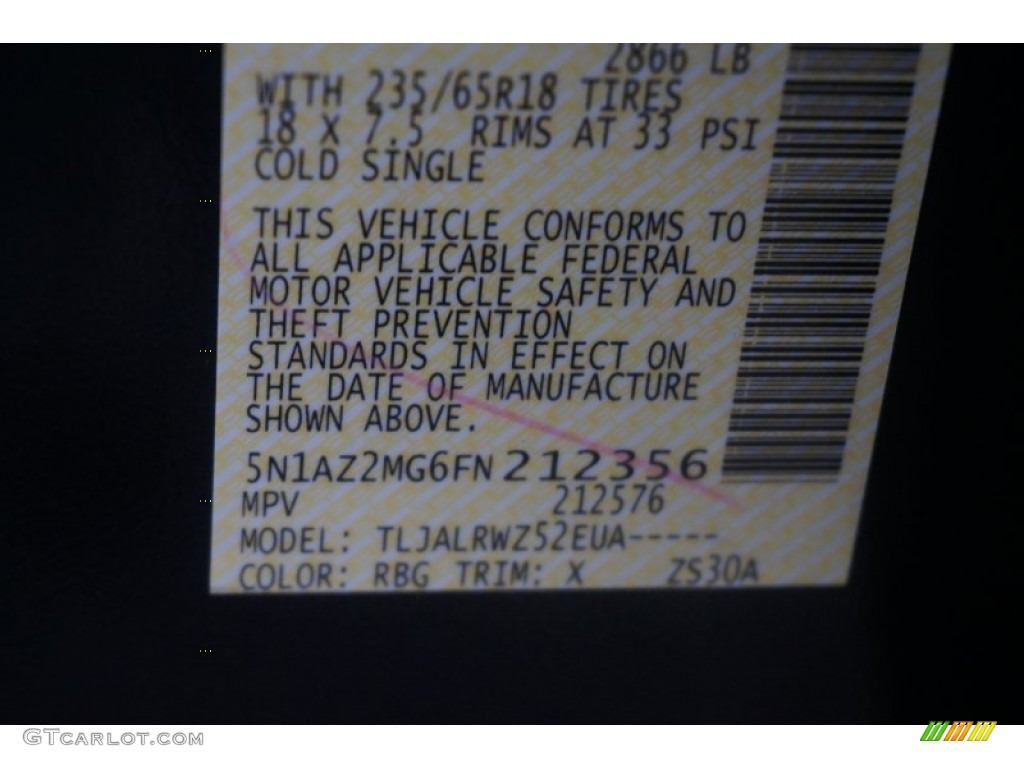 2866 LB
WITH 235/65R18 TIRES
18 X 7.5 RIMS AT 33 PSI
COLD SINGLE
THIS VEHICLE CONFORMS TO
ALL APPLICABLE FEDERAL
MOTOR VEHICLE SAFETY AND
THEFT PREVENTION
STANDARDS IN EFFECT ON
THE DATE OF MANUFACTURE
SHOWN ABOVE.
5N1AZ2MG6FN212356
MPV 212576
MODEL: TLJALRWZ52EUA-----
COLOR: RBG TRIM: X ZS30A
GTCARLOT.COM